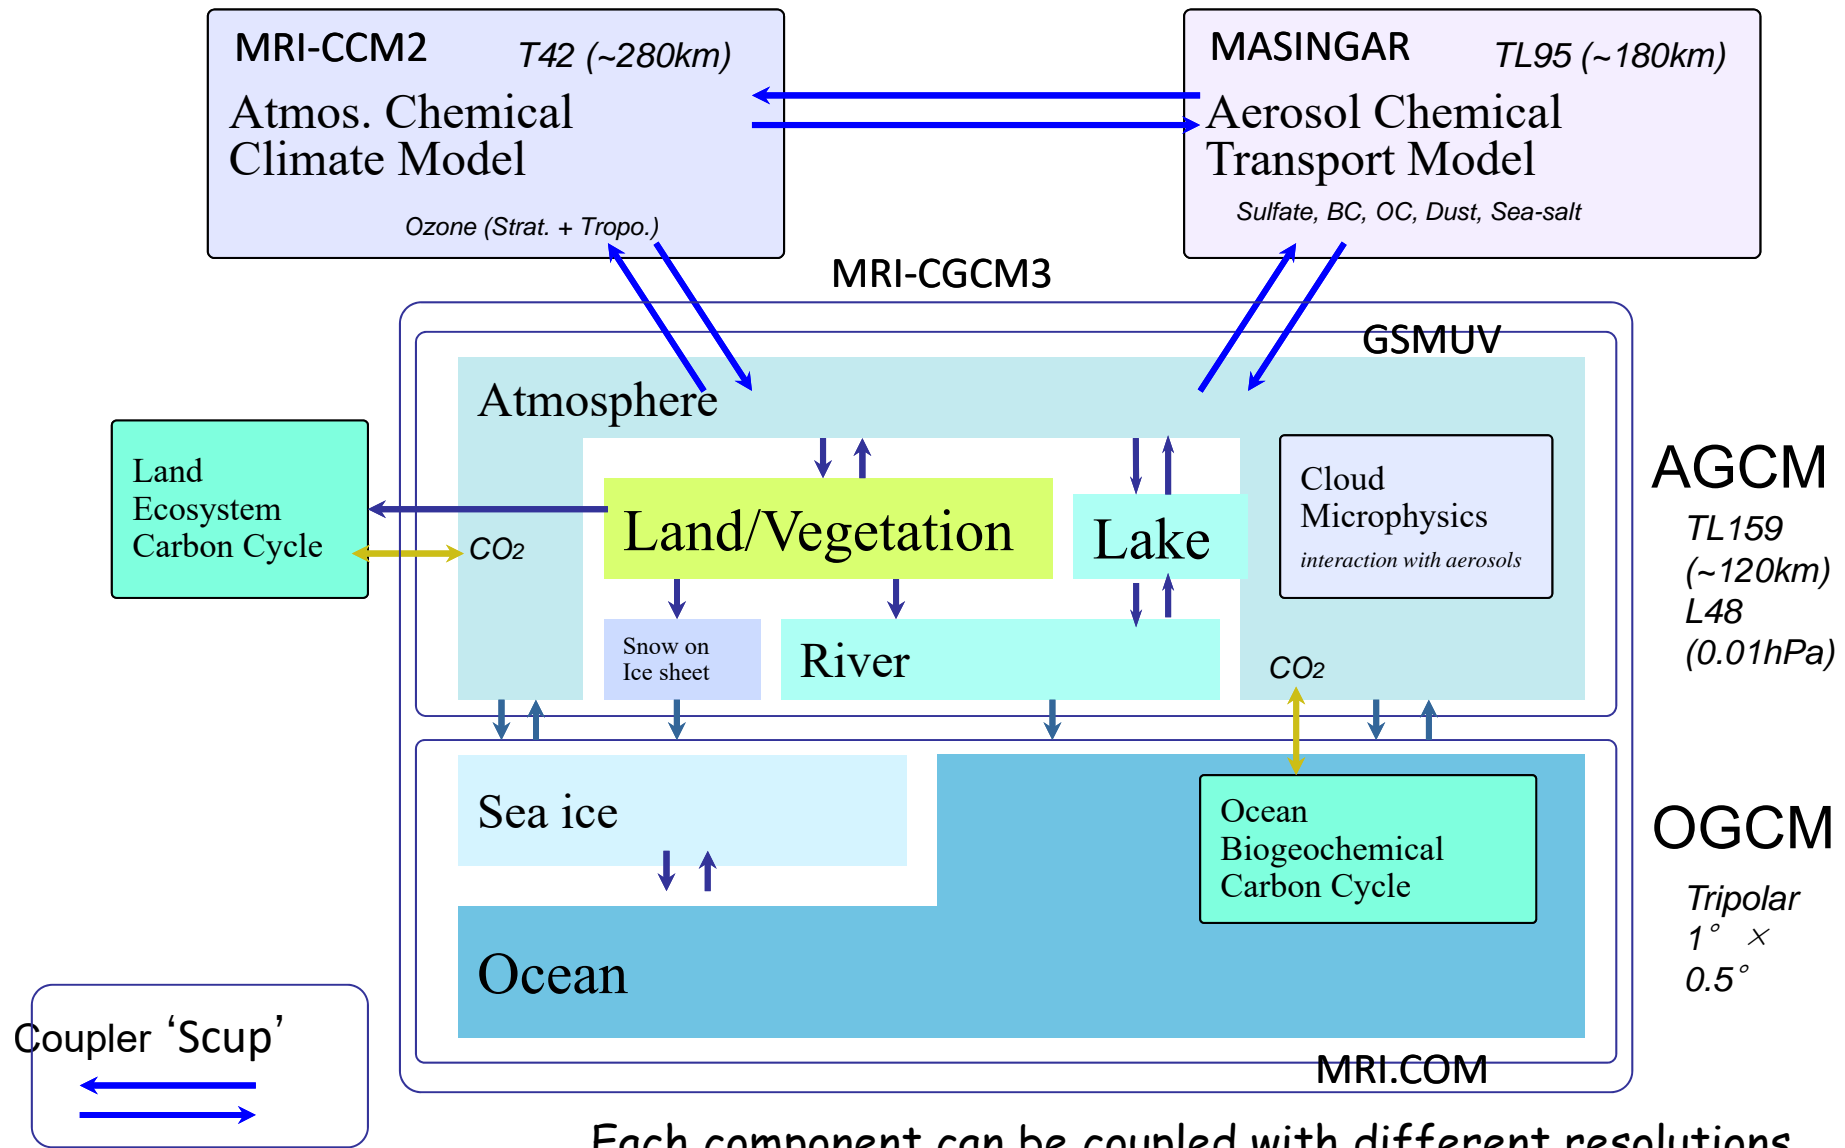 MRI-CCM2
T42 (~280km)
Atmos. Chemical
Climate Model
Ozone (Strat. + Tropo.)
MASINGAR
TL95 (~180km)
Aerosol Chemical
Transport Model
Sulfate, BC, OC, Dust, Sea-salt
MRI-CGCM3
GSMUV
Atmosphere
Land
Ecosystem
Carbon Cycle
CO2
Land/Vegetation
Lake
Cloud
Microphysics
interaction with aerosols
Snow on
Ice sheet
River
CO2
AGCM
TL159
(~120km)
L48
(0.01hPa)
Sea ice
Ocean
Biogeochemical
Carbon Cycle
Ocean
OGCM
Tripolar
1° ×
0.5°
MRI.COM
Coupler ‘Scup’
Each component can be coupled with different resolutions